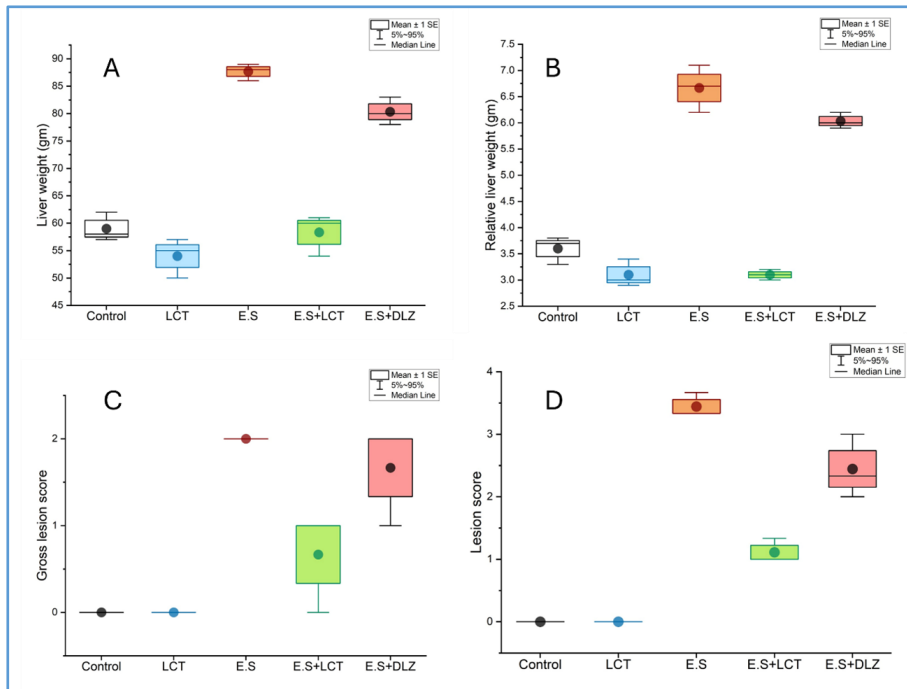 A
Mean ± 1 SE
5%~95%
Median Line
Liver weight (gm)
90
85
80
75
70
65
60
55
50
45
Control LCT E.S E.S+LCT E.S+DLZ
B
Mean ± 1 SE
5%~95%
Median Line
Relative liver weight (gm)
7.5
7.0
6.5
6.0
5.5
5.0
4.5
4.0
3.5
3.0
2.5
Control LCT E.S E.S+LCT E.S+DLZ
C
Mean ± 1 SE
5%~95%
Median Line
Gross lesion score
2
1
0
Control LCT E.S E.S+LCT E.S+DLZ
D
Mean ± 1 SE
5%~95%
Median Line
Lesion score
4
3
2
1
0
Control LCT E.S E.S+LCT E.S+DLZ